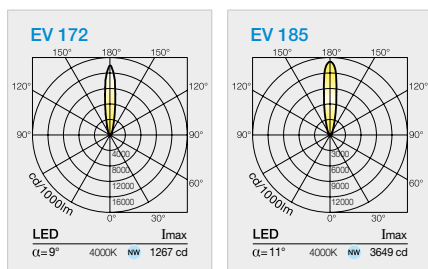 EV 172
150° 180° 150°
120° 120°
90° 90°
4000
8000
12000
16000
60°
cd/1000lm
0° 30°
LED Imax
α= 9° 4000K NW 1267 cd
EV 185
150° 180° 150°
120° 120°
90° 90°
3000
6000
9000
12000
60°
cd/1000lm
0° 30°
LED Imax
α= 11° 4000K NW 3649 cd